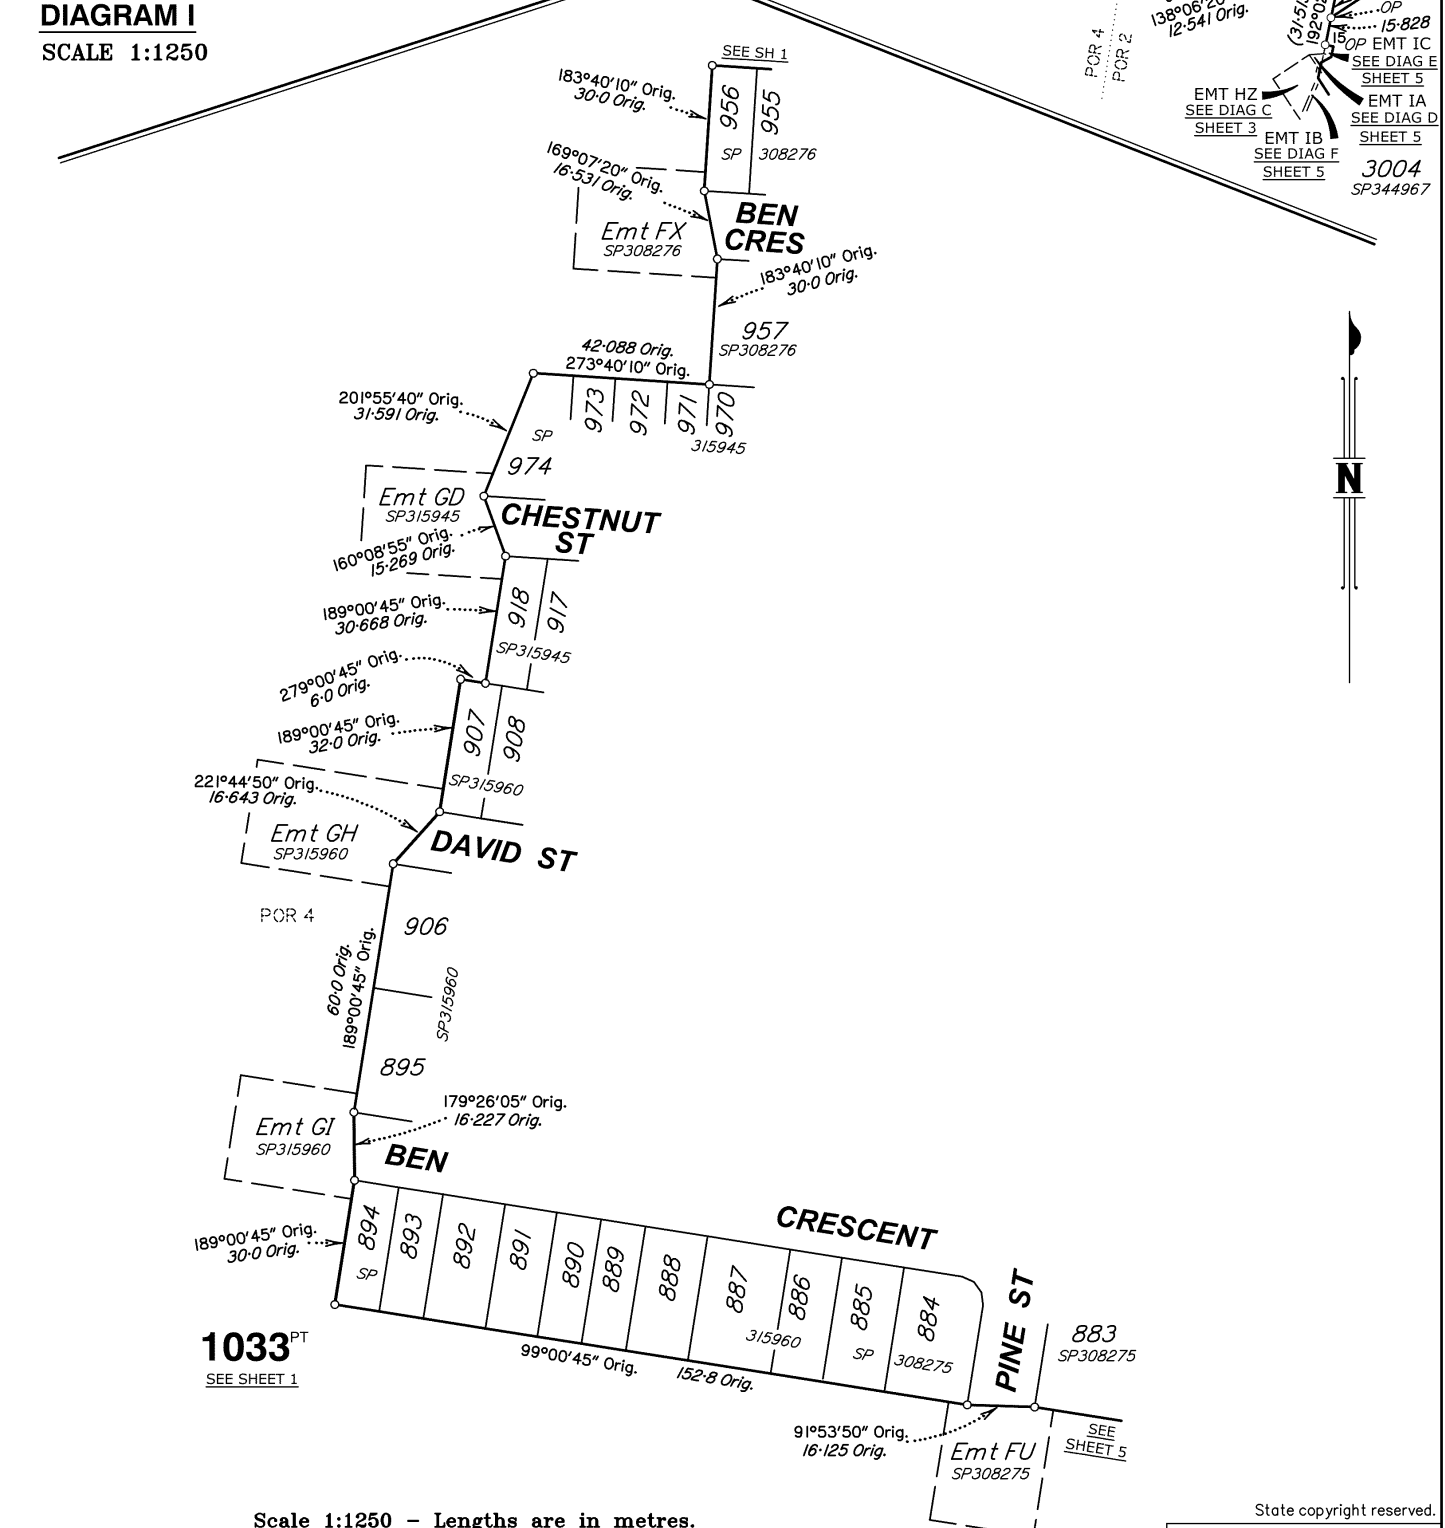 DIAGRAM I
SCALE 1:1250
SEE SH 1
183°40'10" Orig.
30·0 Orig.
956
955
SP 308276
169°07'20" Orig.
16·531 Orig.
Emt FX
SP308276
BEN
CRES
183°40'10" Orig.
30·0 Orig.
957
SP308276
42·088 Orig.
273°40'10" Orig.
973
972
971
970
315945
201°55'40" Orig.
31·591 Orig.
SP
974
Emt GD
SP315945
CHESTNUT
ST
160°08'55" Orig.
15·269 Orig.
189°00'45" Orig.
30·668 Orig.
918
917
SP315945
279°00'45" Orig.
6·0 Orig.
189°00'45" Orig.
32·0 Orig.
907
908
SP315960
221°44'50" Orig.
16·643 Orig.
Emt GH
SP315960
DAVID ST
POR 4
906
60·0 Orig.
189°00'45" Orig.
SP315960
895
179°26'05" Orig.
16·227 Orig.
Emt GI
SP315960
BEN
CRESCENT
189°00'45" Orig.
30·0 Orig.
894
893
892
891
890
889
888
887
886
885
884
SP
315960
SP
308275
PINE ST
883
SP308275
1033PT
SEE SHEET 1
99°00'45" Orig.
152·8 Orig.
91°53'50" Orig.
16·125 Orig.
Emt FU
SP308275
SEE
SHEET 5
138°06'20"
12·541 Orig.
POR 4
POR 2
OP
15·828
15
OP
EMT IC
SEE DIAG E
SHEET 5
EMT HZ
SEE DIAG C
SHEET 3
EMT IA
SEE DIAG D
SHEET 5
EMT IB
SEE DIAG F
SHEET 5
3004
SP344967
N
Scale 1:1250 – Lengths are in metres.
State copyright reserved.